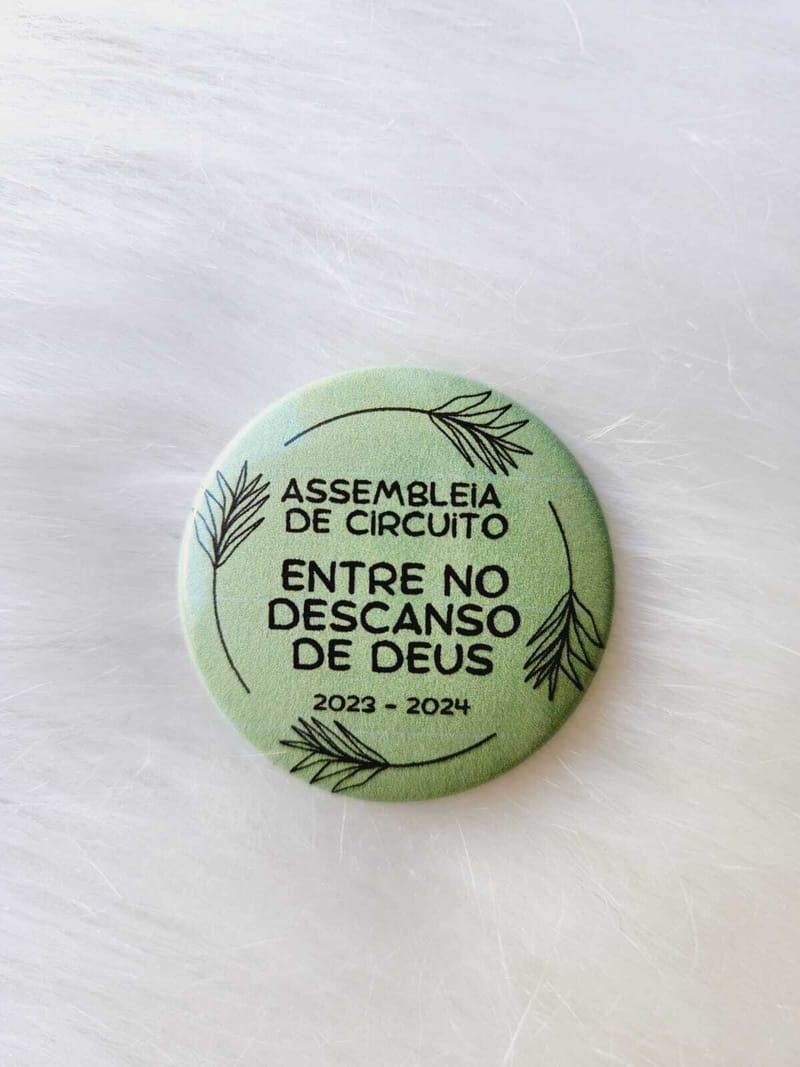 ASSEMBLEIA
DE CIRCUITO
ENTRE NO
DESCANSO
DE DEUS
2023 - 2024